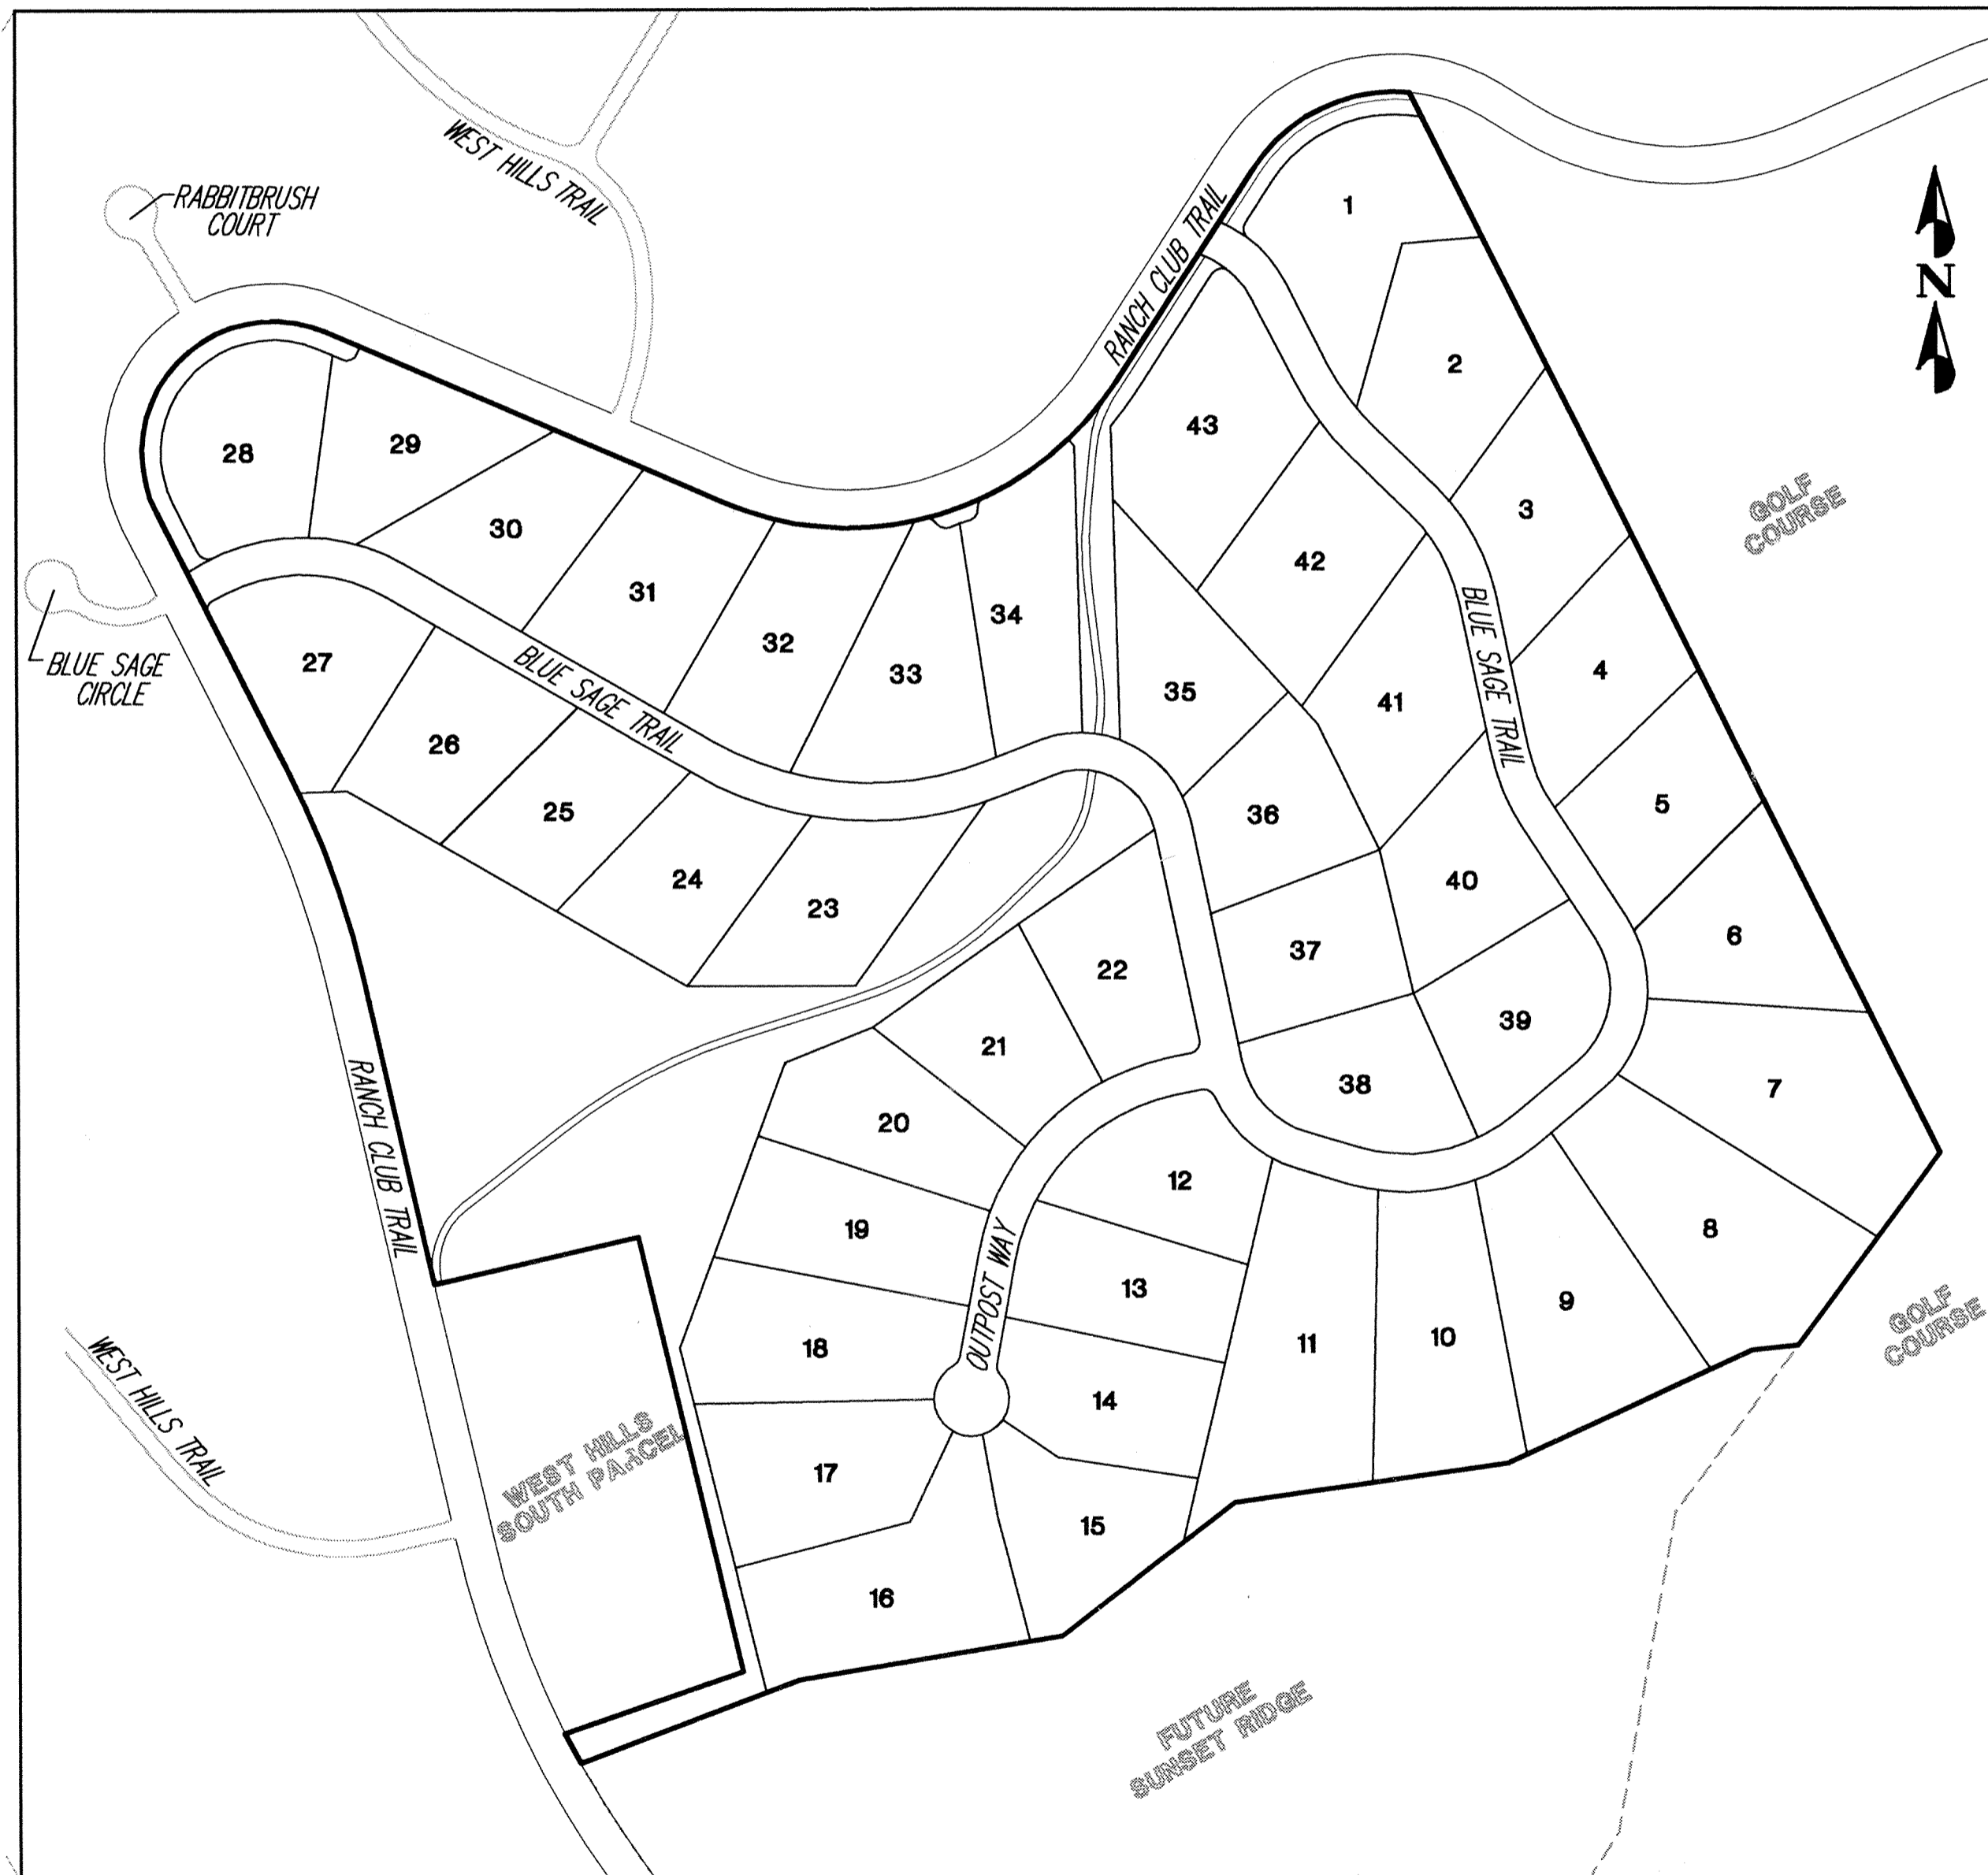 WEST HILLS TRAIL
RABBITBRUSH
COURT
RANCH CLUB TRAIL
1
N
2
43
29
28
GOLF
COURSE
3
30
42
31
BLUE SAGE TRAIL
34
32
27
BLUE SAGE
CIRCLE
BLUE SAGE TRAIL
33
35
4
41
26
5
25
36
24
40
23
6
37
22
39
21
38
7
RANCH CLUB TRAIL
20
12
19
8
OUTPOST WAY
13
9
GOLF
COURSE
18
11
10
WEST HILLS TRAIL
14
WEST HILLS
SOUTH PARCEL
17
15
16
FUTURE
SUNSET RIDGE